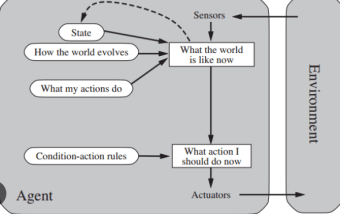 Sensors
State
How the world evolves
What my actions do
What the world
is like now
Environment
Condition-action rules
What action I
should do now
Agent
Actuators